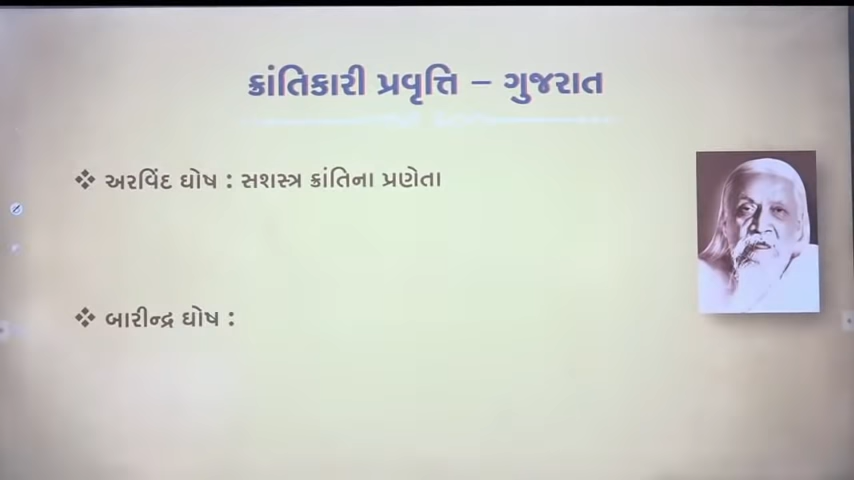 ક્રાંતિકારી પ્રવૃત્તિ – ગુજરાત
❖ અરવિંદ ઘોષ : સશસ્ત્ર ક્રાંતિના પ્રણેતા
❖ બારીન્દ્ર ઘોષ :